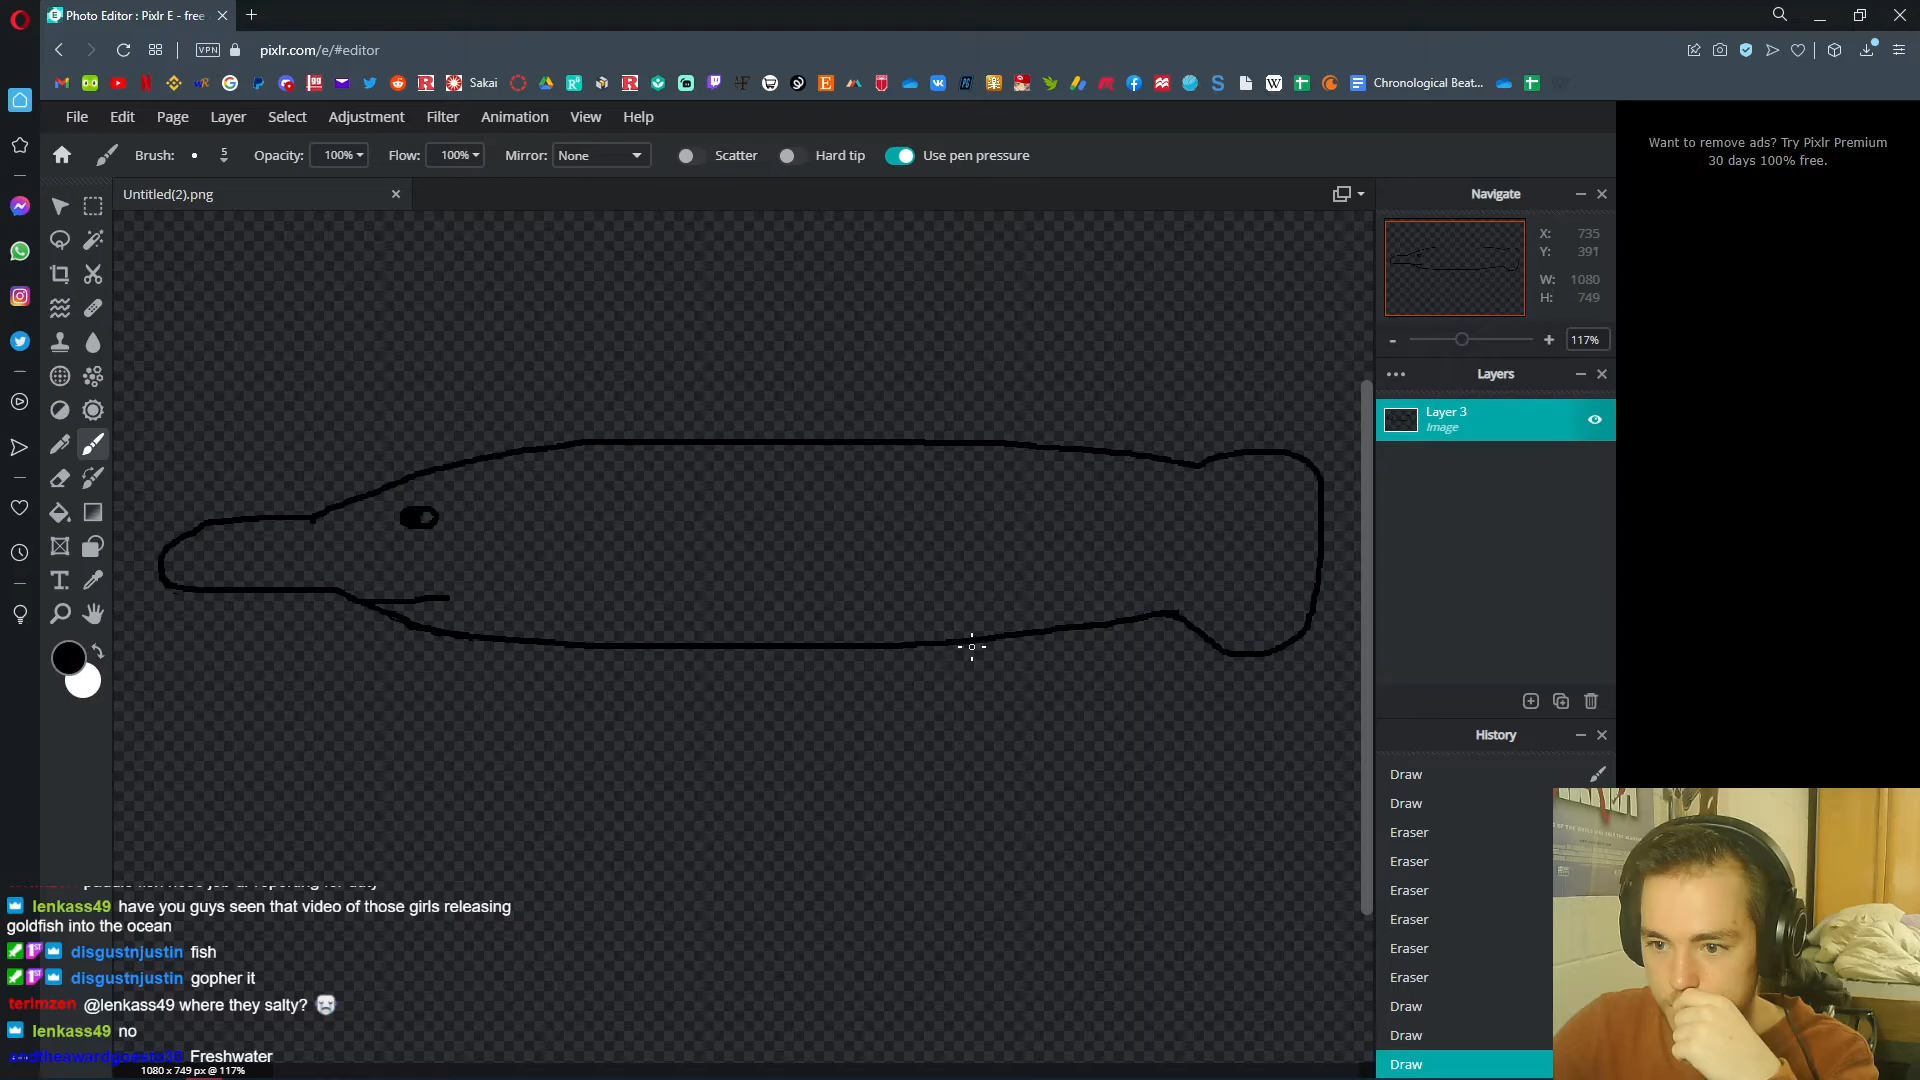 Photo Editor : Pixlr E - free
VPN
pixlr.com/e/#editor
Sakai
Chronological Beat...
File Edit Page Layer Select Adjustment Filter Animation View Help
Brush: 5 Opacity: 100% Flow: 100% Mirror: None Scatter Hard tip Use pen pressure
Want to remove ads? Try Pixlr Premium
30 days 100% free.
Untitled(2).png
Navigate
X: 735
Y: 391
W: 1080
H: 749
117%
Layers
Layer 3
Image
History
Draw
Draw
Eraser
Eraser
Eraser
Eraser
Eraser
Eraser
Draw
Draw
Draw
lenkass49 have you guys seen that video of those girls releasing
goldfish into the ocean
disgustnjustin fish
disgustnjustin gopher it
terimzen @lenkass49 where they salty?
lenkass49 no
andtheawardgoesto38 Freshwater
1080 x 749 px @ 117%